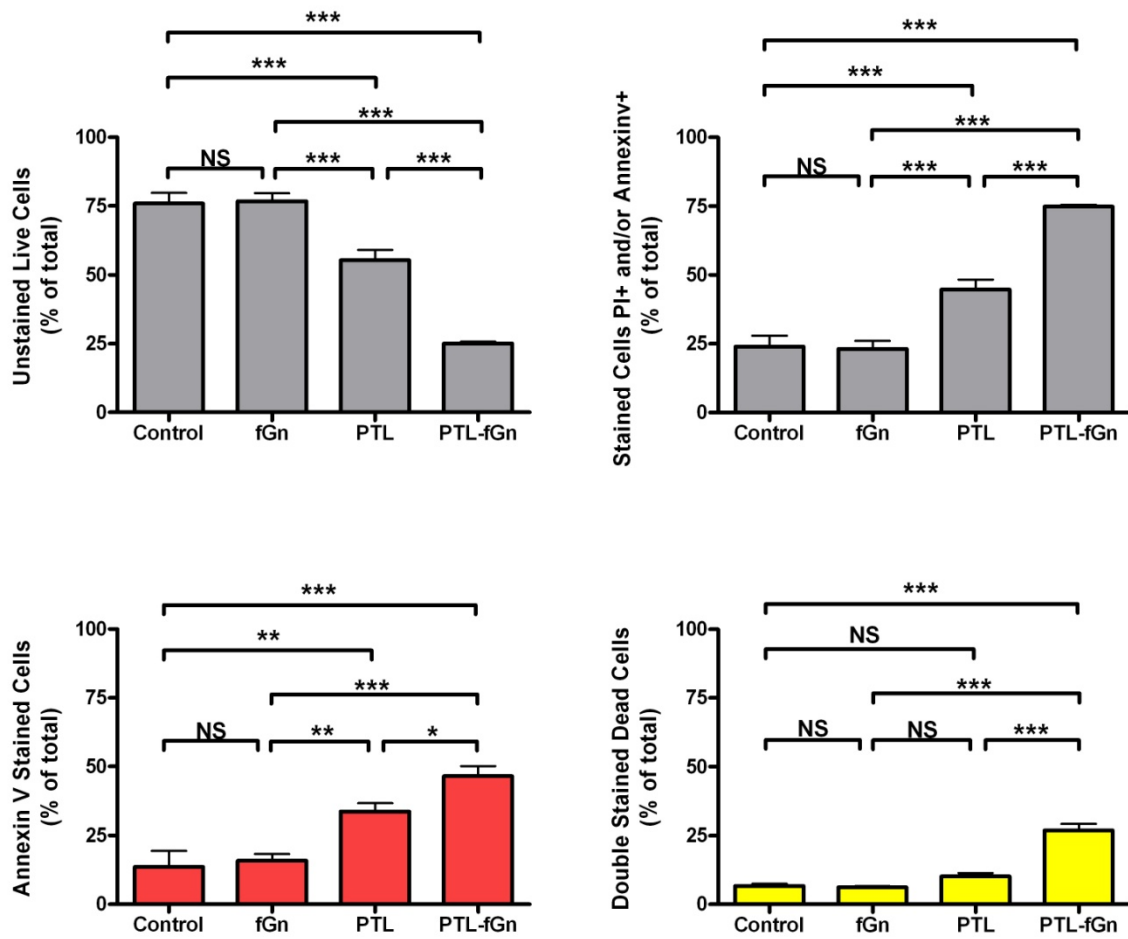 ***
***
***
NS
***
***
100
75
50
25
0
Unstained Live Cells
(% of total)
Control fGn PTL PTL-fGn
***
***
***
NS
***
***
100
75
50
25
0
Stained Cells PI+ and/or Annexinv+
(% of total)
Control fGn PTL PTL-fGn
***
**
***
NS
**
*
100
75
50
25
0
Annexin V Stained Cells
(% of total)
Control fGn PTL PTL-fGn
***
NS
***
NS
NS
***
100
75
50
25
0
Double Stained Dead Cells
(% of total)
Control fGn PTL PTL-fGn